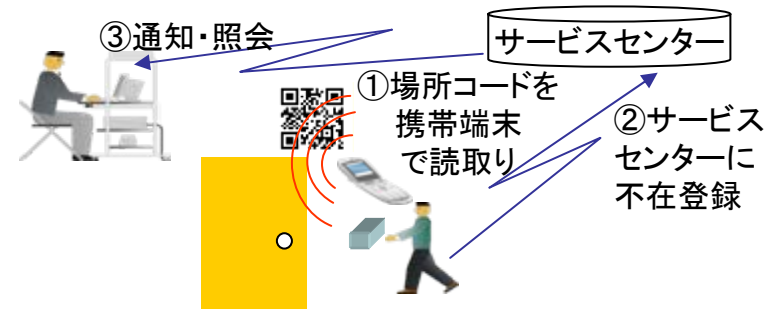 ③通知・照会
サービスセンター
①場所コードを
携帯端末
で読取り
②サービス
センターに
不在登録